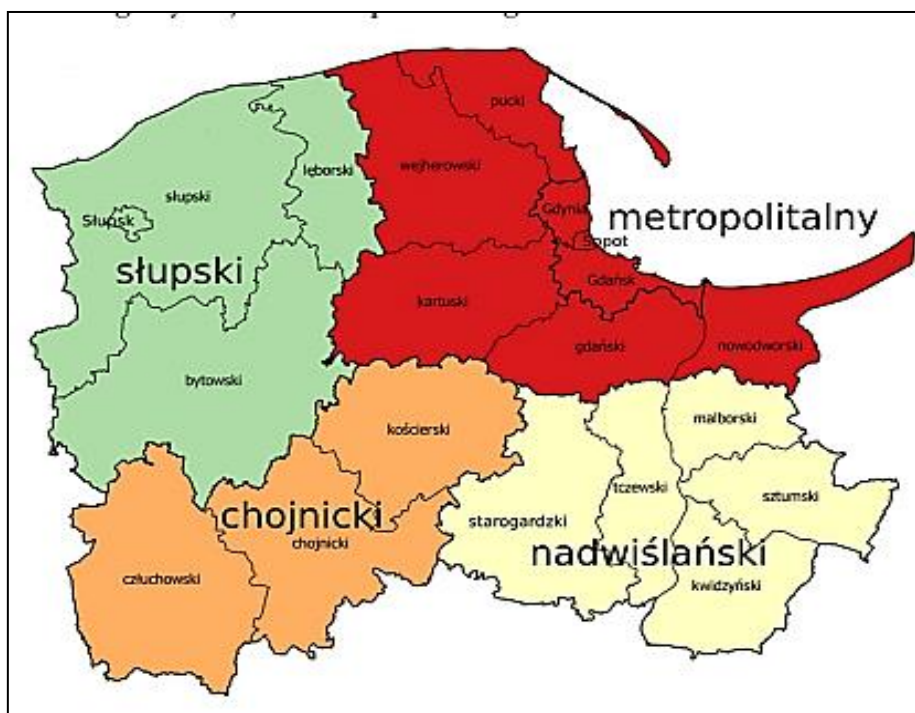 pucki
wejherowski
lęborski
słupski
Gdynia
metropolitalny
Słupsk
Sopot
słupski
Gdańsk
kartuski
gdański
nowodworski
bytowski
malborski
kościerski
tczewski
sztumski
starogardzki
chojnicki
chojnicki
nadwiślański
człuchowski
kwidzyński